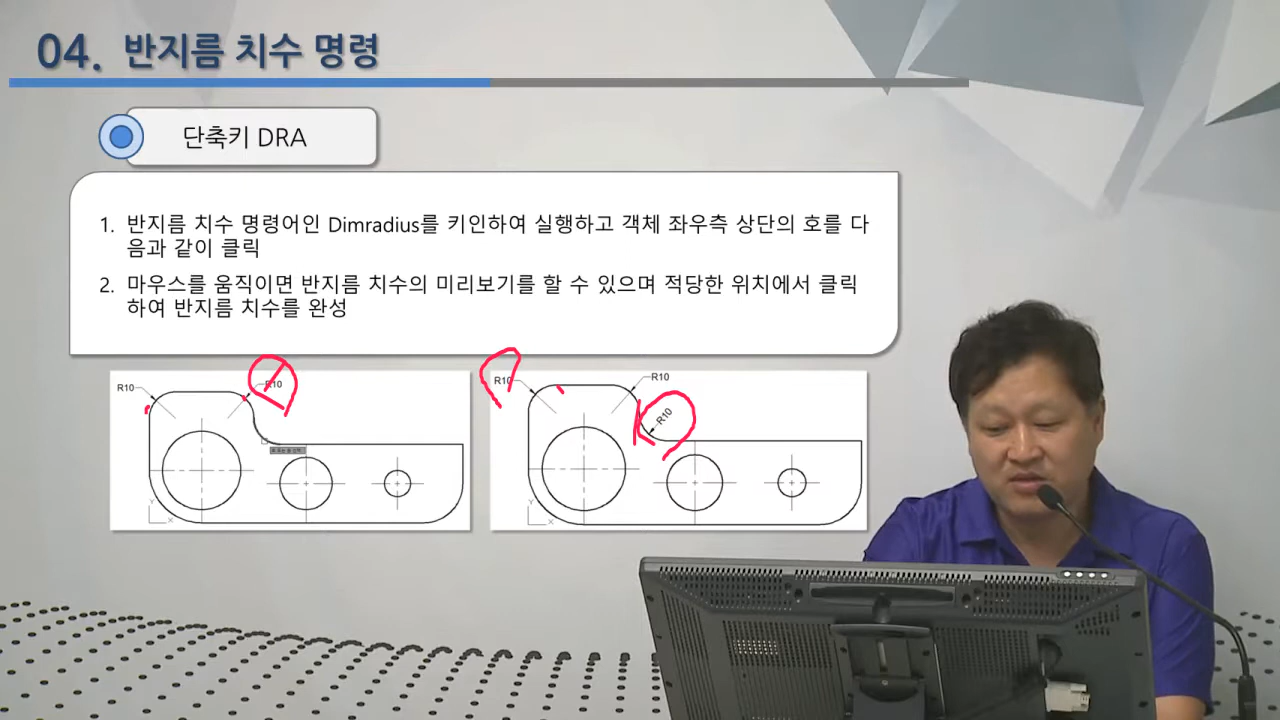 04. 반지름 치수 명령
단축키 DRA
1. 반지름 치수 명령어인 Dimradius를 키인하여 실행하고 객체 좌우측 상단의 호를 다
음과 같이 클릭
2. 마우스를 움직이면 반지름 치수의 미리보기를 할 수 있으며 적당한 위치에서 클릭
하여 반지름 치수를 완성
R10
R10
Y
X
R10
R10
R10
Y
X